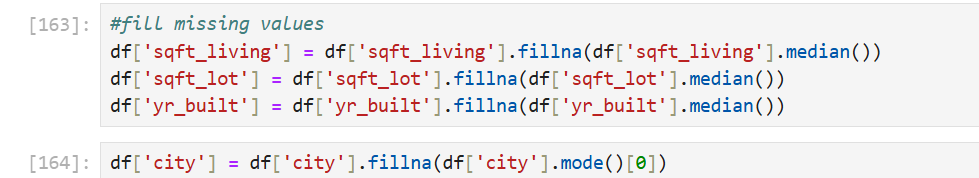 [163]: #fill missing values
df['sqft_living'] = df['sqft_living'].fillna(df['sqft_living'].median())
df['sqft_lot'] = df['sqft_lot'].fillna(df['sqft_lot'].median())
df['yr_built'] = df['yr_built'].fillna(df['yr_built'].median())
[164]: df['city'] = df['city'].fillna(df['city'].mode()[0])